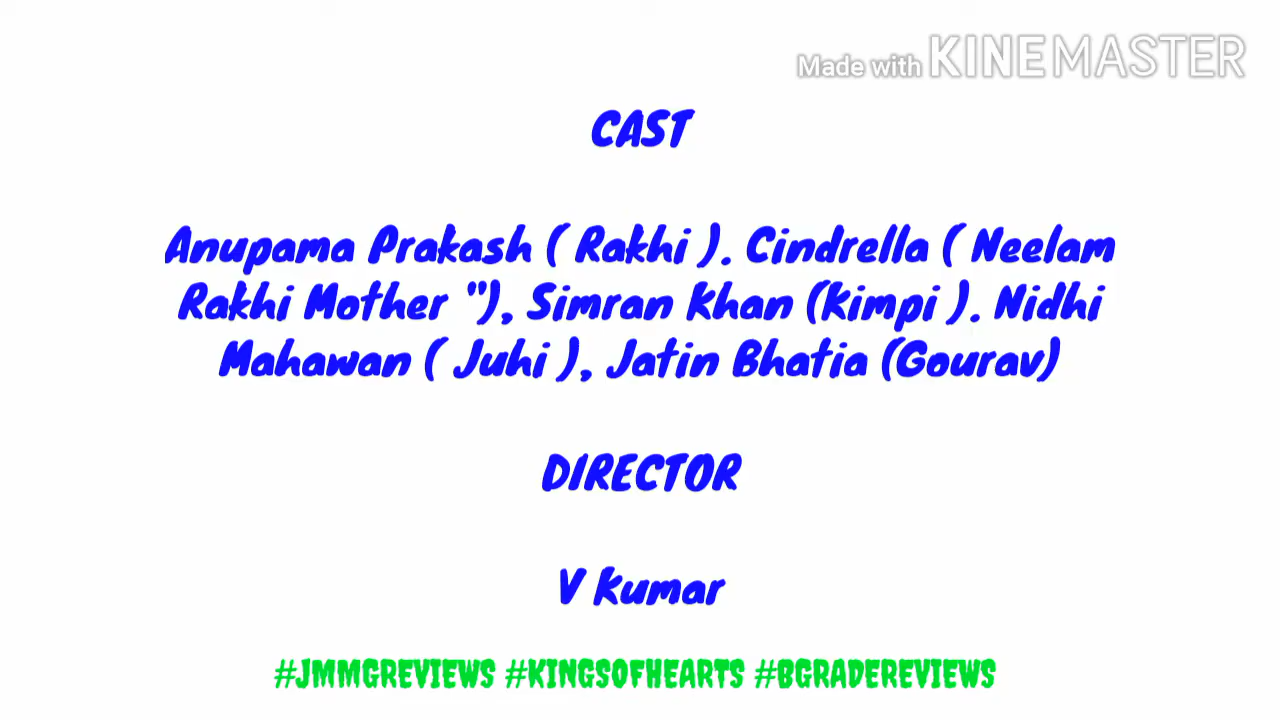 Made with KINEMASTER
CAST
Anupama Prakash ( Rakhi ). Cindrella ( Neelam
Rakhi Mother "), Simran Khan (Kimpi ). Nidhi
Mahawan ( Juhi ), Jatin Bhatia (Gourav)
DIRECTOR
V Kumar
#JMMGREVIEWS #KINGSOFHEARTS #BGRADEREVIEWS